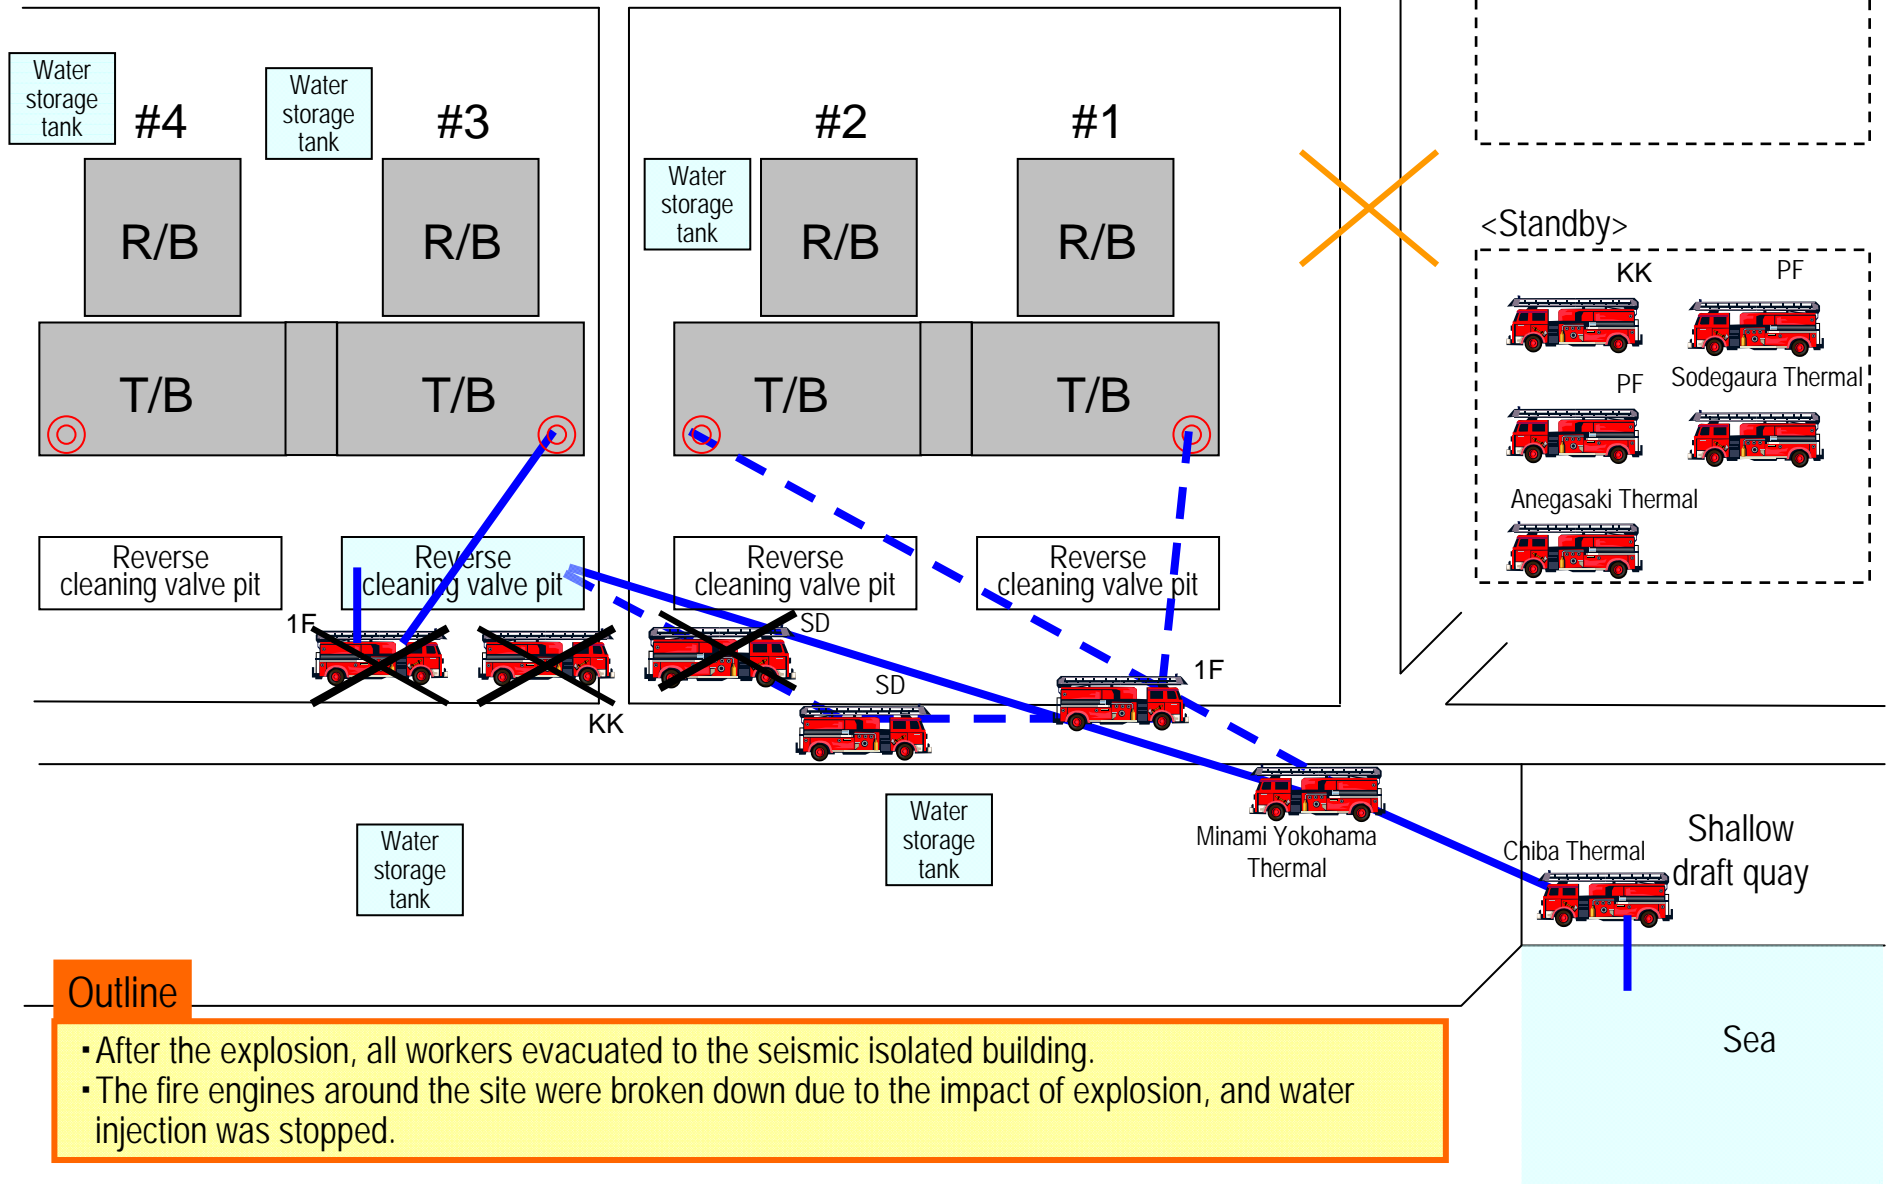 Water
storage
tank
#4
Water
storage
tank
#3
#2
#1
Water
storage
tank
R/B
R/B
R/B
R/B
<Standby>
KK
PF
PF
Sodegaura Thermal
Anegasaki Thermal
T/B
T/B
T/B
T/B
Reverse
cleaning valve pit
Reverse
cleaning valve pit
Reverse
cleaning valve pit
Reverse
cleaning valve pit
1F
KK
SD
SD
1F
Minami Yokohama
Thermal
Chiba Thermal
Shallow
draft quay
Water
storage
tank
Water
storage
tank
Sea
Outline
・After the explosion, all workers evacuated to the seismic isolated building.
・The fire engines around the site were broken down due to the impact of explosion, and water
injection was stopped.